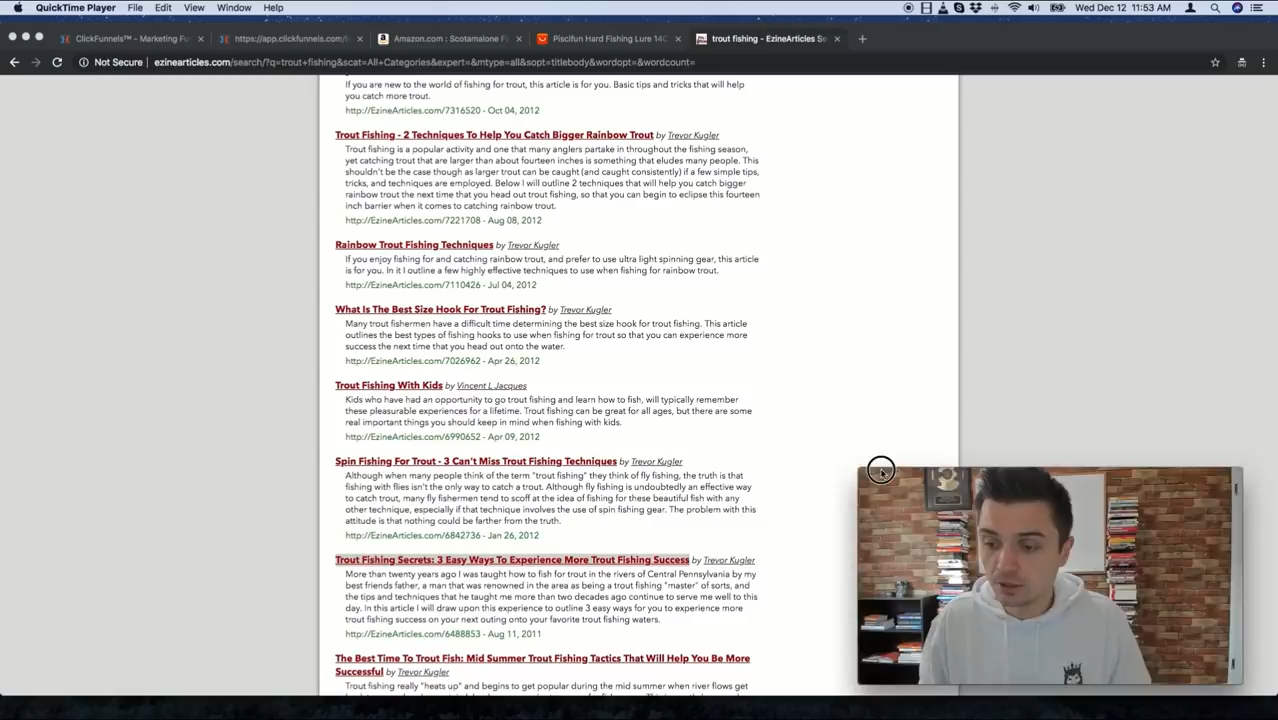 QuickTime Player File Edit View Window Help
Wed Dec 12 11:53 AM
ClickFunnels™ - Marketing Fu
https://app.clickfunnels.com/
Amazon.com : Scotamalone F
Piscifun Hard Fishing Lure 140
trout fishing - EzineArticles Se
Not Secure ezinearticles.com/search/?q=trout+fishing&scat=All+Categories&expert=&mtype=all&sopt=titlebody&wordopt=&wordcount=
If you are new to the world of fishing for trout, this article is for you. Basic tips and tricks that will help
you catch more trout.
http://EzineArticles.com/7316520 - Oct 04, 2012
Trout Fishing - 2 Techniques To Help You Catch Bigger Rainbow Trout by Trevor Kugler
Trout fishing is a popular activity and one that many anglers partake in throughout the fishing season,
yet catching trout that are larger than about fourteen inches is something that eludes many people. This
shouldn't be the case though as larger trout can be caught (and caught consistently) if a few simple tips,
tricks, and techniques are employed. Below I will outline 2 techniques that will help you catch bigger
rainbow trout the next time that you head out trout fishing, so that you can begin to eclipse this fourteen
inch barrier when it comes to catching rainbow trout.
http://EzineArticles.com/7221708 - Aug 08, 2012
Rainbow Trout Fishing Techniques by Trevor Kugler
If you enjoy fishing for and catching rainbow trout, and prefer to use ultra light spinning gear, this article
is for you. In it I outline a few highly effective techniques to use when fishing for rainbow trout.
http://EzineArticles.com/7110426 - Jul 04, 2012
What Is The Best Size Hook For Trout Fishing? by Trevor Kugler
Many trout fishermen have a difficult time determining the best size hook for trout fishing. This article
outlines the best types of fishing hooks to use when fishing for trout so that you can experience more
success the next time that you head out onto the water.
http://EzineArticles.com/7026962 - Apr 26, 2012
Trout Fishing With Kids by Vincent L Jacques
Kids who have had an opportunity to go trout fishing and learn how to fish, will typically remember
these pleasurable experiences for a lifetime. Trout fishing can be great for all ages, but there are some
real important things you should keep in mind when fishing with kids.
http://EzineArticles.com/6990652 - Apr 09, 2012
Spin Fishing For Trout - 3 Can't Miss Trout Fishing Techniques by Trevor Kugler
Although when many people think of the term "trout fishing" they think of fly fishing, the truth is that
fishing with flies isn't the only way to catch a trout. Although fly fishing is undoubtedly an effective way
to catch trout, many fly fishermen tend to scoff at the idea of fishing for these beautiful fish with any
other technique, especially if that technique involves the use of spin fishing gear. The problem with this
attitude is that nothing could be farther from the truth.
http://EzineArticles.com/6842736 - Jan 26, 2012
Trout Fishing Secrets: 3 Easy Ways To Experience More Trout Fishing Success by Trevor Kugler
More than twenty years ago I was taught how to fish for trout in the rivers of Central Pennsylvania by my
best friends father, a man that was renowned in the area as being a trout fishing "master" of sorts, and
the tips and techniques that he taught me more than two decades ago continue to serve me well to this
day. In this article I will draw upon this experience to outline 3 easy ways for you to experience more
trout fishing success on your next outing onto your favorite trout fishing waters.
http://EzineArticles.com/6488853 - Aug 11, 2011
The Best Time To Trout Fish: Mid Summer Trout Fishing Tactics That Will Help You Be More
Successful by Trevor Kugler
Trout fishing really "heats up" and begins to get popular during the mid summer when river flows get